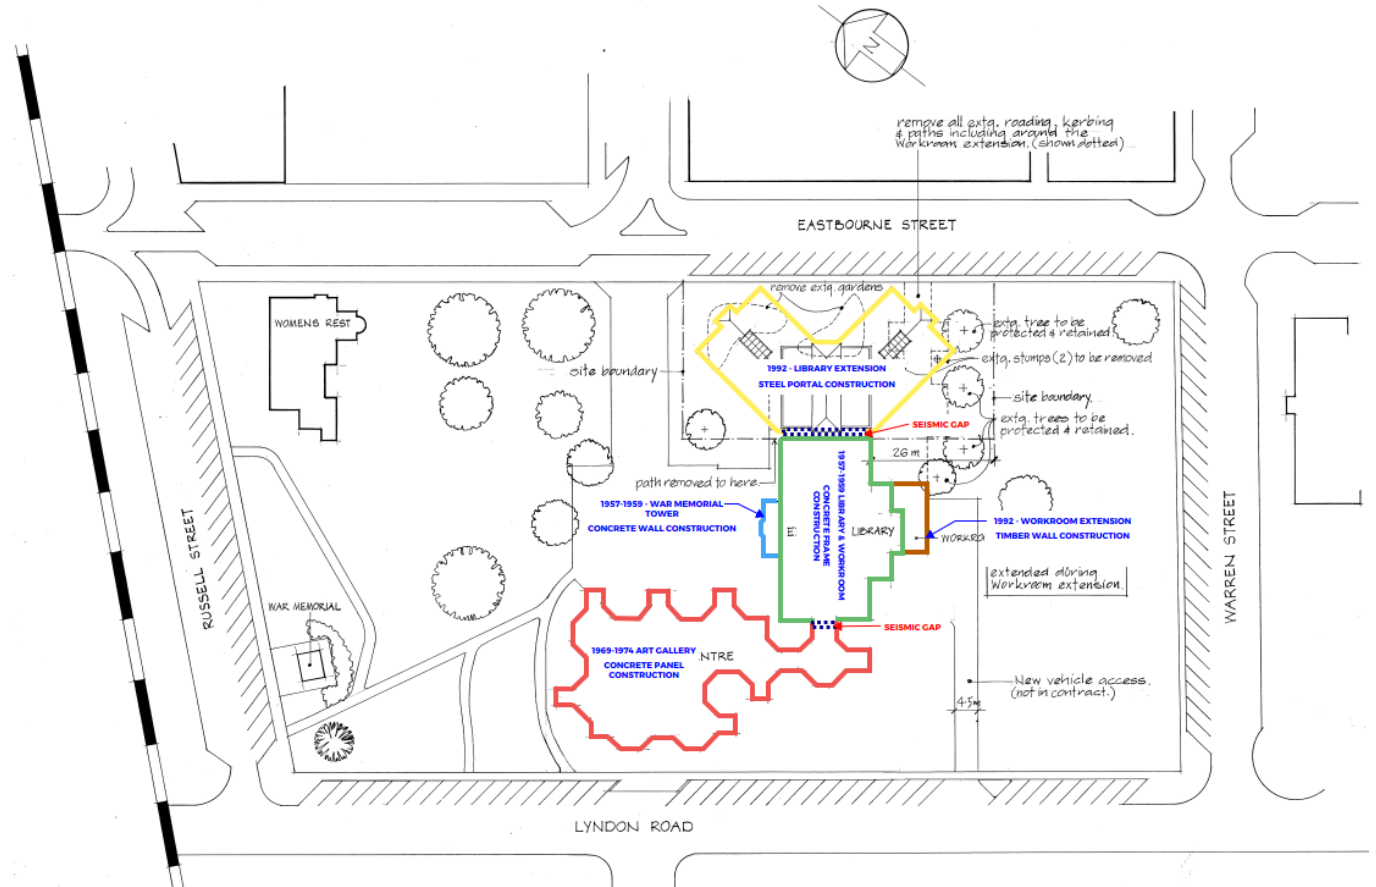 N
remove all extg. roading, kerbing
& paths including around the
Workroom extension. (shown dotted)
EASTBOURNE STREET
remove extg. gardens
WOMENS REST
extg. tree to be
protected & retained
extg. stumps (2) to be removed
site boundary
1992 - LIBRARY EXTENSION
STEEL PORTAL CONSTRUCTION
site boundary.
extg. trees to be
protected & retained.
SEISMIC GAP
26 m
path removed to here.
1957-1959 LIBRARY & WORKROOM
CONCRETE FRAME
CONSTRUCTION
1957-1959 - WAR MEMORIAL
TOWER
CONCRETE WALL CONSTRUCTION
LIBRARY
WORKRO
1992 - WORKROOM EXTENSION
TIMBER WALL CONSTRUCTION
RUSSELL STREET
WARREN STREET
extended during
Workroom extension.
WAR MEMORIAL
SEISMIC GAP
1969-1974 ART GALLERY
CONCRETE PANEL
CONSTRUCTION
NTRE
New vehicle access.
(not in contract.)
4.5m
LYNDON ROAD